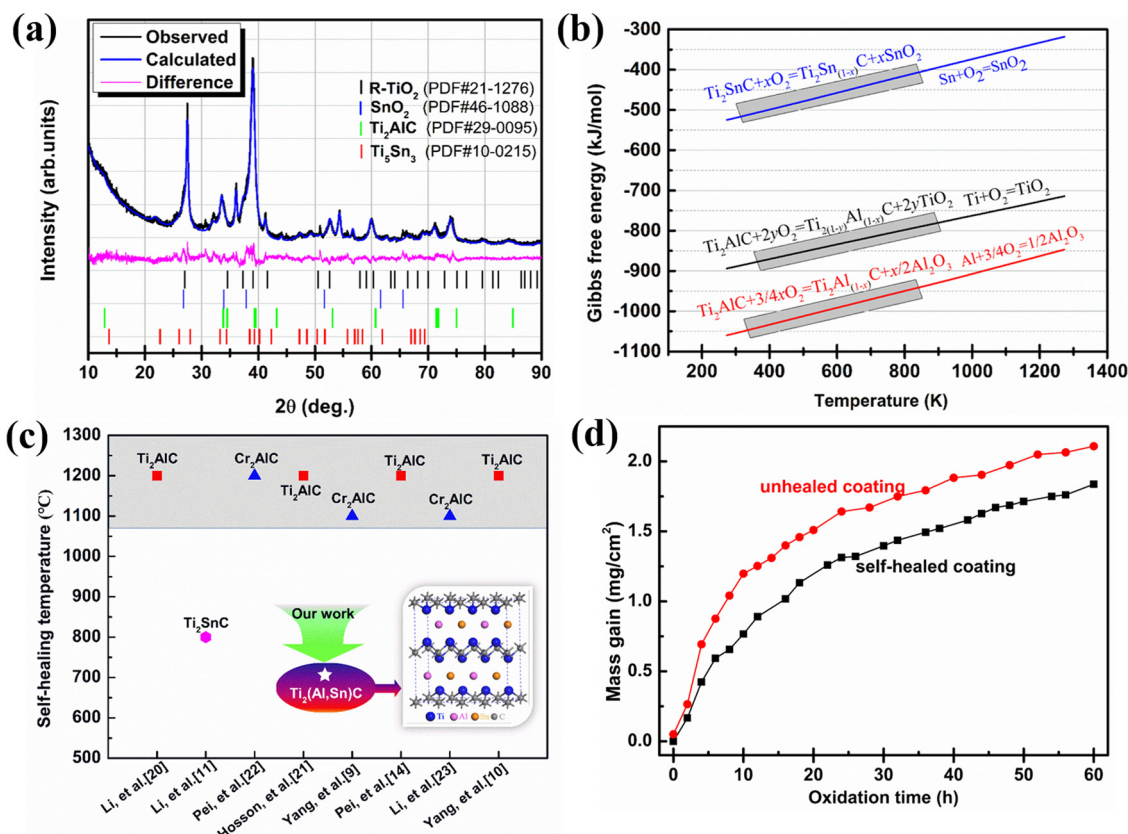 (a)
Observed
Calculated
Difference
R-TiO₂ (PDF#21-1276)
SnO₂ (PDF#46-1088)
Ti₂AlC (PDF#29-0095)
Ti₅Sn₃ (PDF#10-0215)
Intensity (arb.units)
10 20 30 40 50 60 70 80 90
2θ (deg.)
(b)
-300
-400
-500
-600
-700
-800
-900
-1000
-1100
Gibbs free energy (kJ/mol)
Ti₂SnC+xO₂=Ti₂Sn₍₁₋ₓ₎C+xSnO₂
Sn+O₂=SnO₂
Ti₂AlC+2yO₂=Ti₂₍₁₋y₎Al₍₁₋ₓ₎C+2yTiO₂
Ti+O₂=TiO₂
Ti₂AlC+3/4xO₂=Ti₂Al₍₁₋ₓ₎C+x/2Al₂O₃
Al+3/4O₂=1/2Al₂O₃
200 400 600 800 1000 1200 1400
Temperature (K)
(c)
1300
1200
1100
1000
900
800
700
600
500
Self-healing temperature (°C)
Ti₂AlC
Cr₂AlC
Ti₂AlC
Ti₂AlC
Ti₂AlC
Cr₂AlC
Cr₂AlC
Ti₂SnC
Our work
Ti₂(Al,Sn)C
Ti Al Sn C
Li, et al.[20]
Li, et al.[11]
Pei, et al.[22]
Hosson, et al.[21]
Yang, et al.[9]
Pei, et al.[14]
Li, et al.[23]
Yang, et al.[10]
(d)
2.0
1.5
1.0
0.5
0.0
Mass gain (mg/cm²)
unhealed coating
self-healed coating
0 10 20 30 40 50 60
Oxidation time (h)